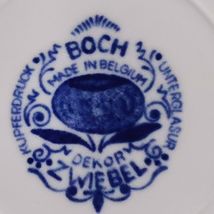 BOCH
MADE IN BELGIUM
KUPFERDRUCK
UNTERGLASUR
DEKOR
ZWIEBEL